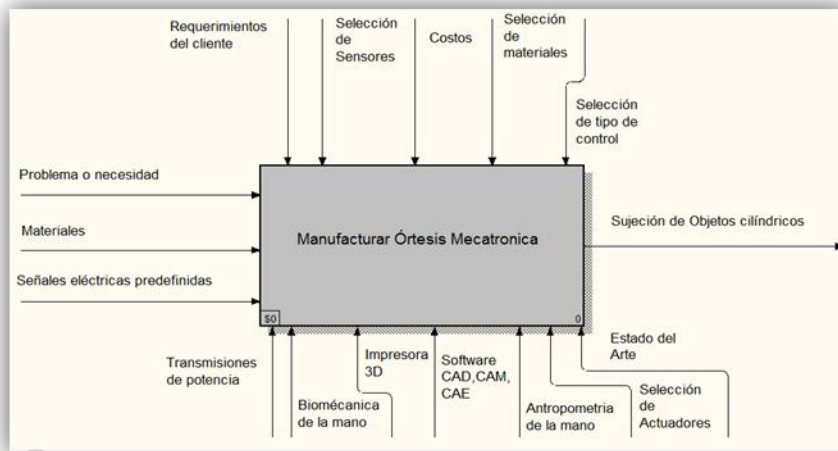 Requerimientos
del cliente
Selección
de
Sensores
Costos
Selección
de
materiales
Selección
de tipo de
control
Problema o necesidad
Materiales
Señales eléctricas predefinidas
Manufacturar Órtesis Mecatronica
$0
0
Sujeción de Objetos cilíndricos
Transmisiones
de potencia
Biomécanica
de la mano
Impresora
3D
Software
CAD,CAM,
CAE
Antropometria
de la mano
Selección
de
Actuadores
Estado del
Arte